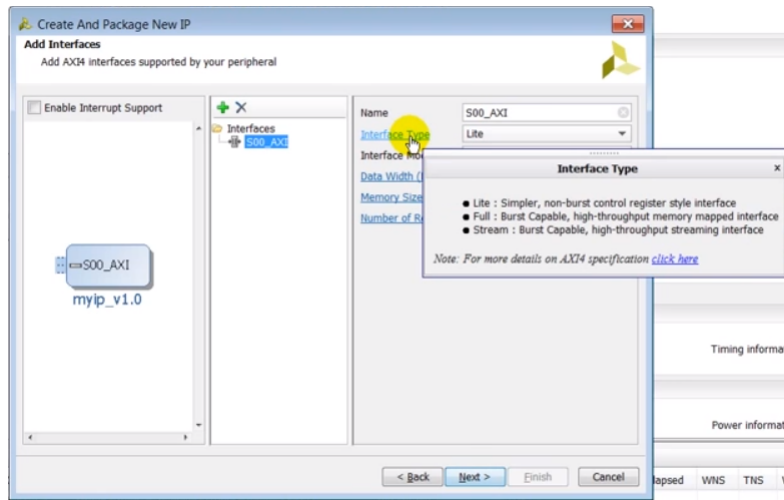 Create And Package New IP
Add Interfaces
Add AXI4 interfaces supported by your peripheral
Enable Interrupt Support
S00_AXI
myip_v1.0
Interfaces
S00_AXI
Name
S00_AXI
Interface Type
Lite
Interface Mo
Data Width (
Memory Size
Number of R
Interface Type
x
● Lite : Simpler, non-burst control register style interface
● Full : Burst Capable, high-throughput memory mapped interface
● Stream : Burst Capable, high-throughput streaming interface
Note: For more details on AXI4 specification click here
Timing informa
Power informat
< Back
Next >
Finish
Cancel
lapsed WNS TNS